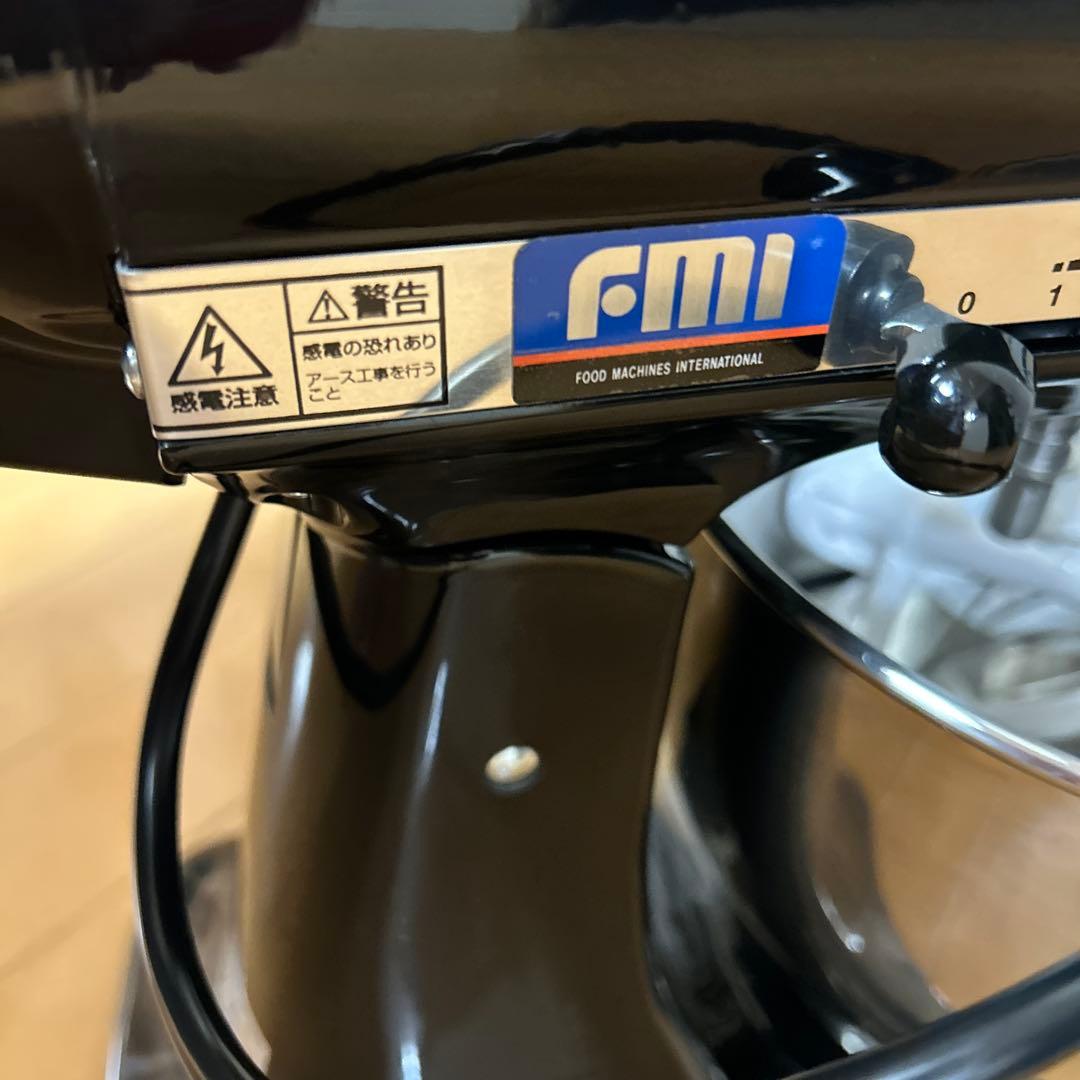 感電注意
警告
感電の恐れあり
アース工事を行う
こと
FMI
FOOD MACHINES INTERNATIONAL
0 1